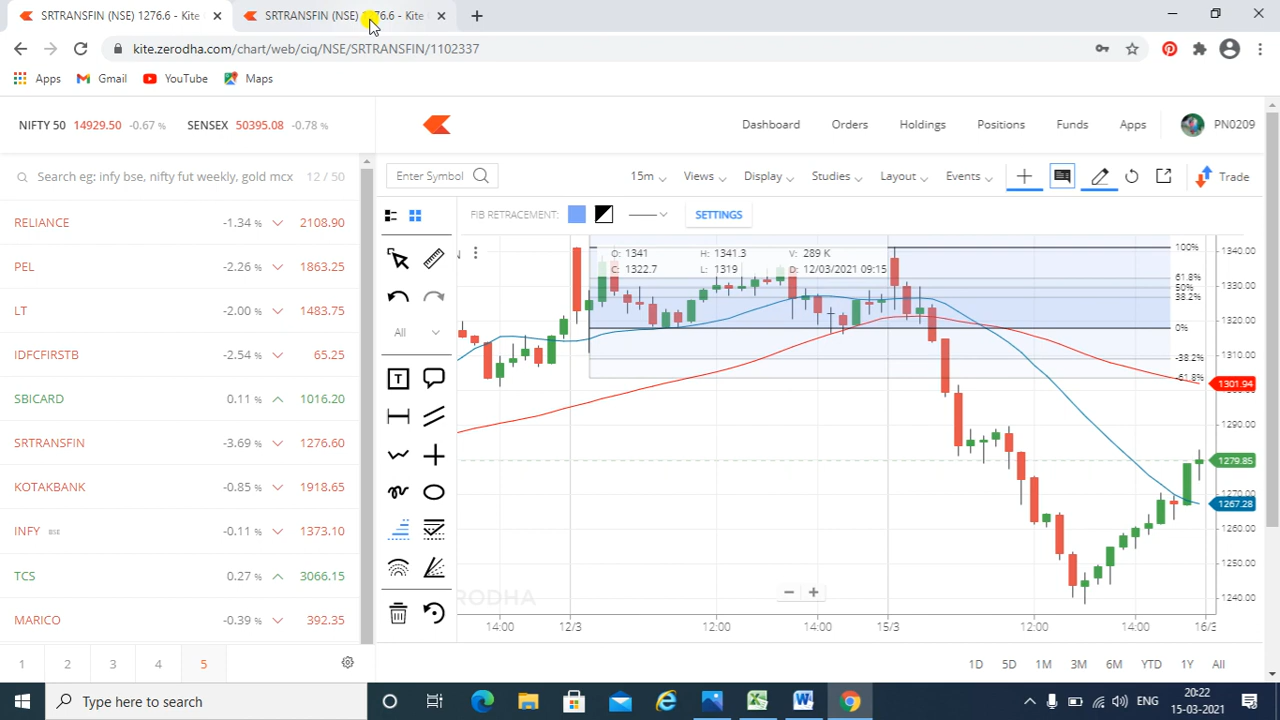 SRTRANSFIN (NSE) 1276.6 - Kite
SRTRANSFIN (NSE) 1276.6 - Kite
kite.zerodha.com/chart/web/ciq/NSE/SRTRANSFIN/1102337
Apps Gmail YouTube Maps
NIFTY 50 14929.50 -0.67 % SENSEX 50395.08 -0.78 %
Dashboard Orders Holdings Positions Funds Apps PN0209
Search eg: infy bse, nifty fut weekly, gold mcx 12 / 50
Enter Symbol 15m Views Display Studies Layout Events Trade
FIB RETRACEMENT: SETTINGS
RELIANCE -1.34 % 2108.90
PEL -2.26 % 1863.25
LT -2.00 % 1483.75
IDFCFIRSTB -2.54 % 65.25
SBICARD 0.11 % 1016.20
SRTRANSFIN -3.69 % 1276.60
KOTAKBANK -0.85 % 1918.65
INFY BSE -0.11 % 1373.10
TCS 0.27 % 3066.15
MARICO -0.39 % 392.35
1 2 3 4 5
All
T
N
O: 1341 H: 1341.3 V: 289 K
C: 1322.7 L: 1319 D: 12/03/2021 09:15
100%
61.8%
50%
38.2%
0%
-38.2%
-61.8%
1340.00
1330.00
1320.00
1310.00
1301.94
1290.00
1279.85
1270.00
1267.28
1260.00
1250.00
1240.00
ERODHA
14:00 12/3 12:00 14:00 15/3 12:00 14:00 16/3
1D 5D 1M 3M 6M YTD 1Y All
Type here to search
ENG
20:22
15-03-2021